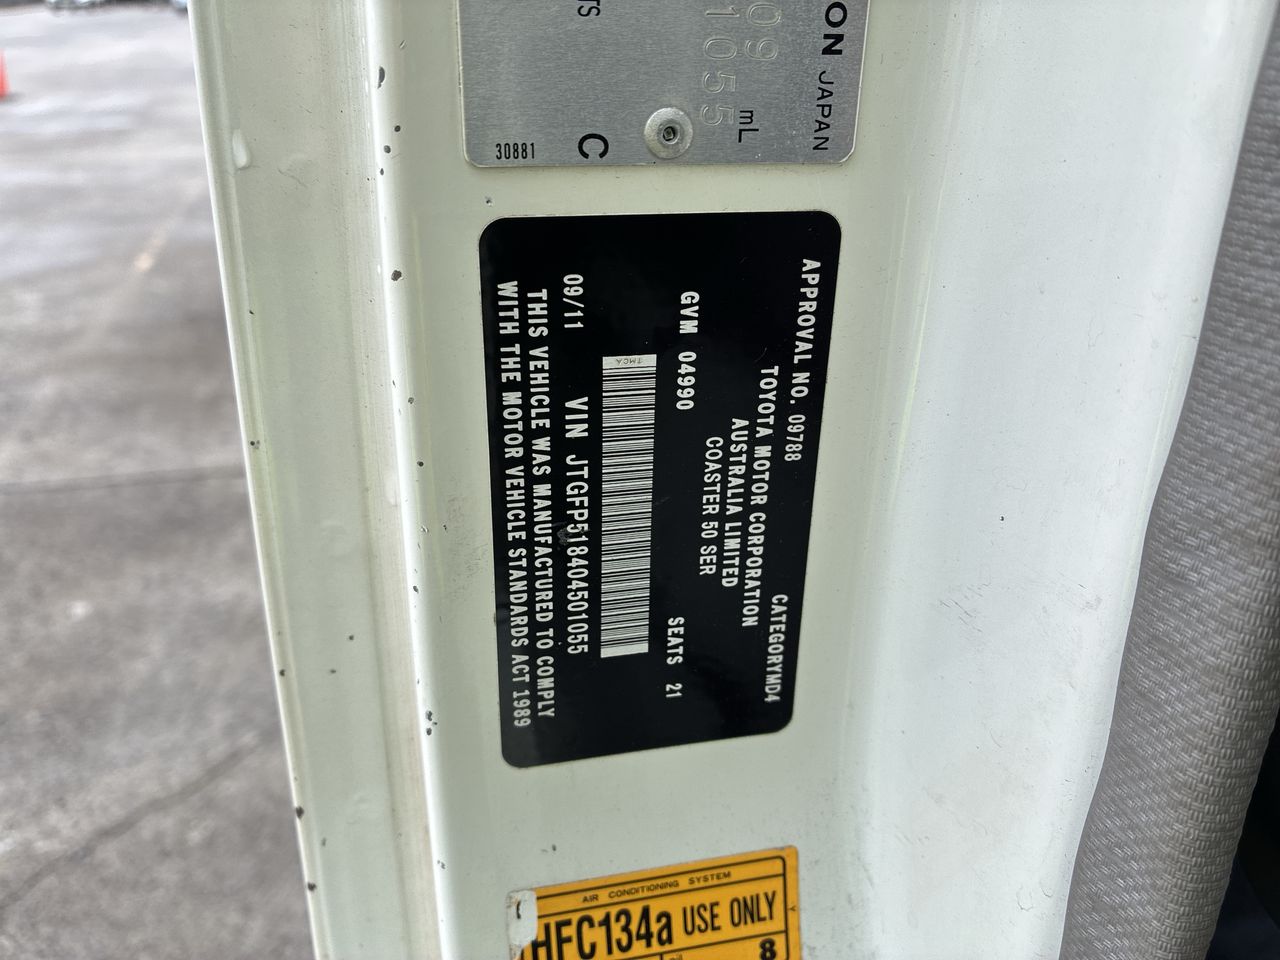 ON JAPAN
09
1055 mL
TS
C
30881
APPROVAL NO. 09788 CATEGORYMD4
TOYOTA MOTOR CORPORATION
AUSTRALIA LIMITED
COASTER 50 SER
GVM 04990 SEATS 21
TMCA
09/11 VIN JTGFP518404501055
THIS VEHICLE WAS MANUFACTURED TO COMPLY
WITH THE MOTOR VEHICLE STANDARDS ACT 1989
AIR CONDITIONING SYSTEM
HFC134a USE ONLY
8